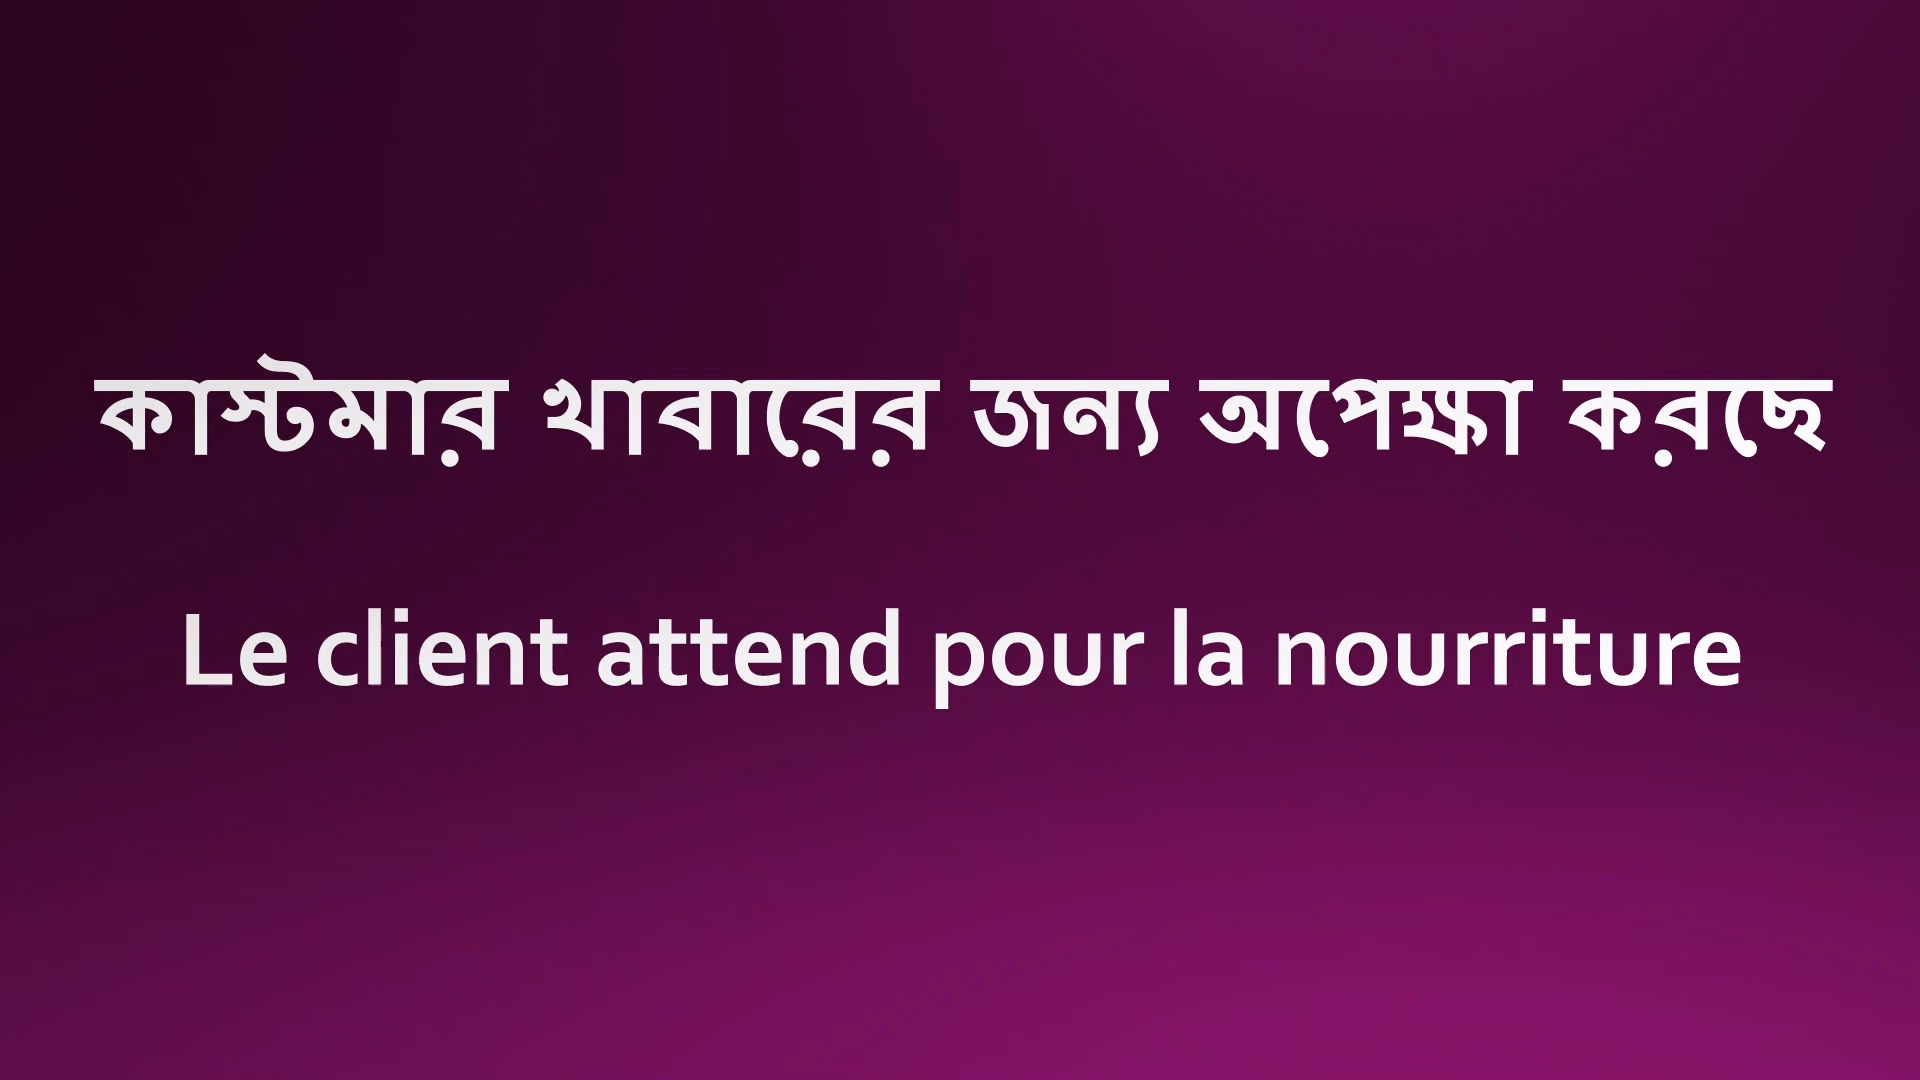 কাস্টমার খাবারের জন্য অপেক্ষা করছে
Le client attend pour la nourriture